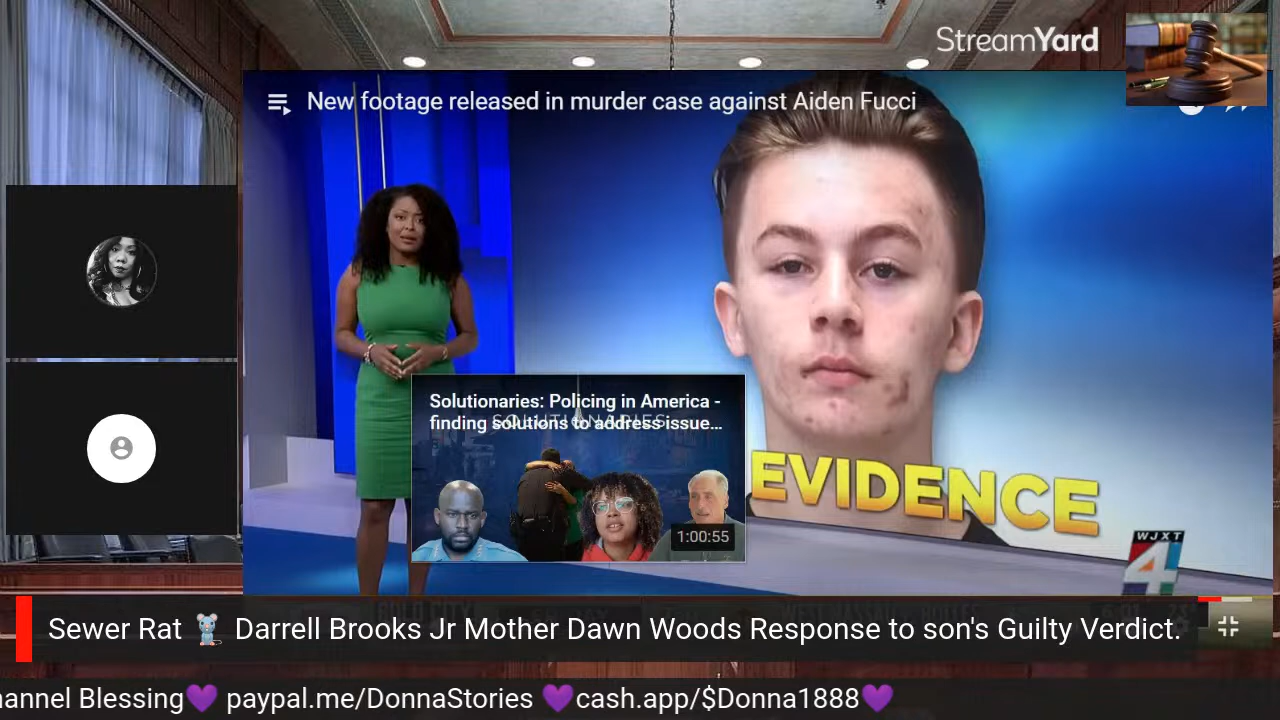 StreamYard
New footage released in murder case against Aiden Fucci
Solutionaries: Policing in America -
finding solutions to address issue...
SOLUTIONARIES
1:00:55
EVIDENCE
WJXT
4
Sewer Rat 🐀 Darrell Brooks Jr Mother Dawn Woods Response to son's Guilty Verdict.
annel Blessing💜 paypal.me/DonnaStories 💜cash.app/$Donna1888💜